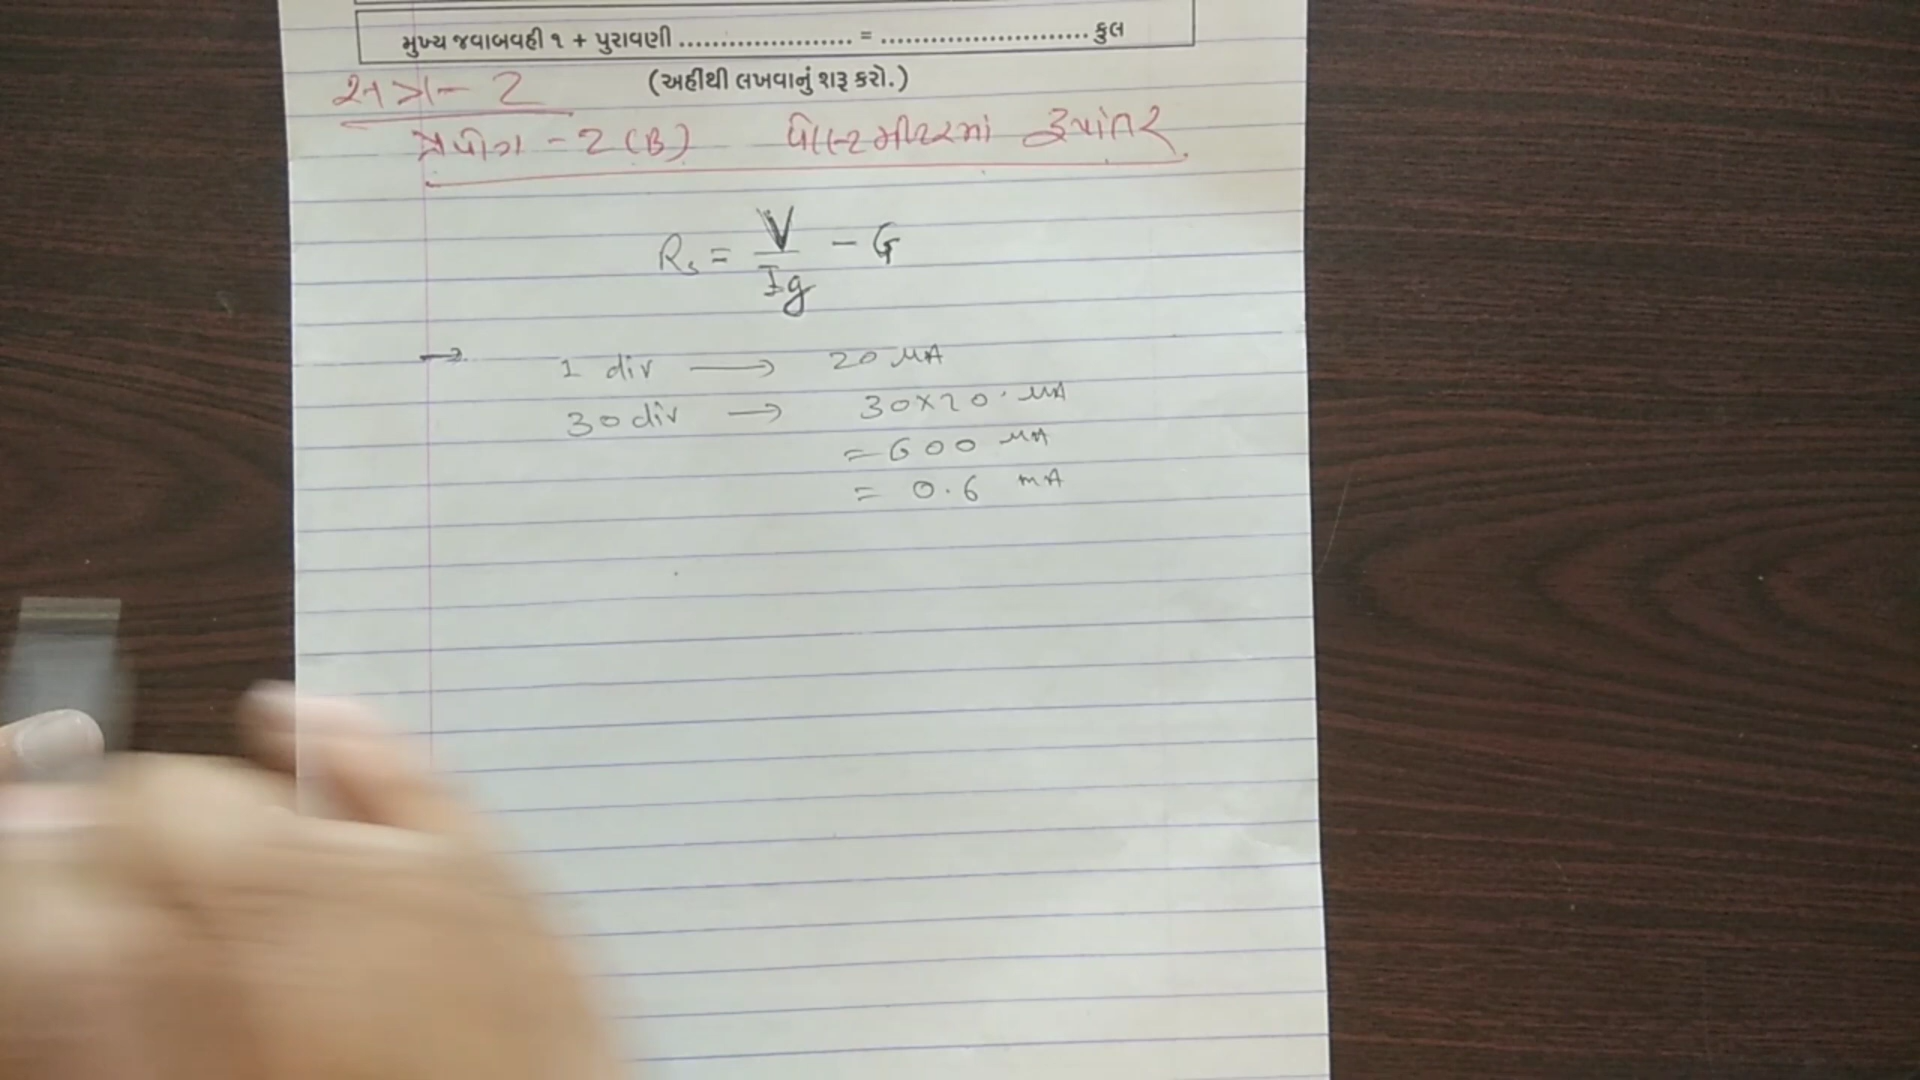 મુખ્ય જવાબવહી ૧ + પુરાવણી ..................... = ......................... કુલ
(અહીંથી લખવાનું શરૂ કરો.)
સત્ર - 2
પ્રયોગ - 2 (B) વોલ્ટમીટરમાં રૂપાંતર
Rs = V/Ig - G
→ 1 div → 20 μA
30 div → 30×20 . μA
= 600 μA
= 0.6 mA